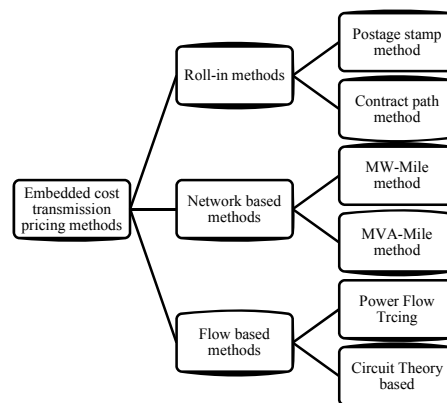 Postage stamp
method
Roll-in methods
Contract path
method
MW-Mile
method
Embedded cost
transmission
pricing methods
Network based
methods
MVA-Mile
method
Power Flow
Trcing
Flow based
methods
Circuit Theory
based